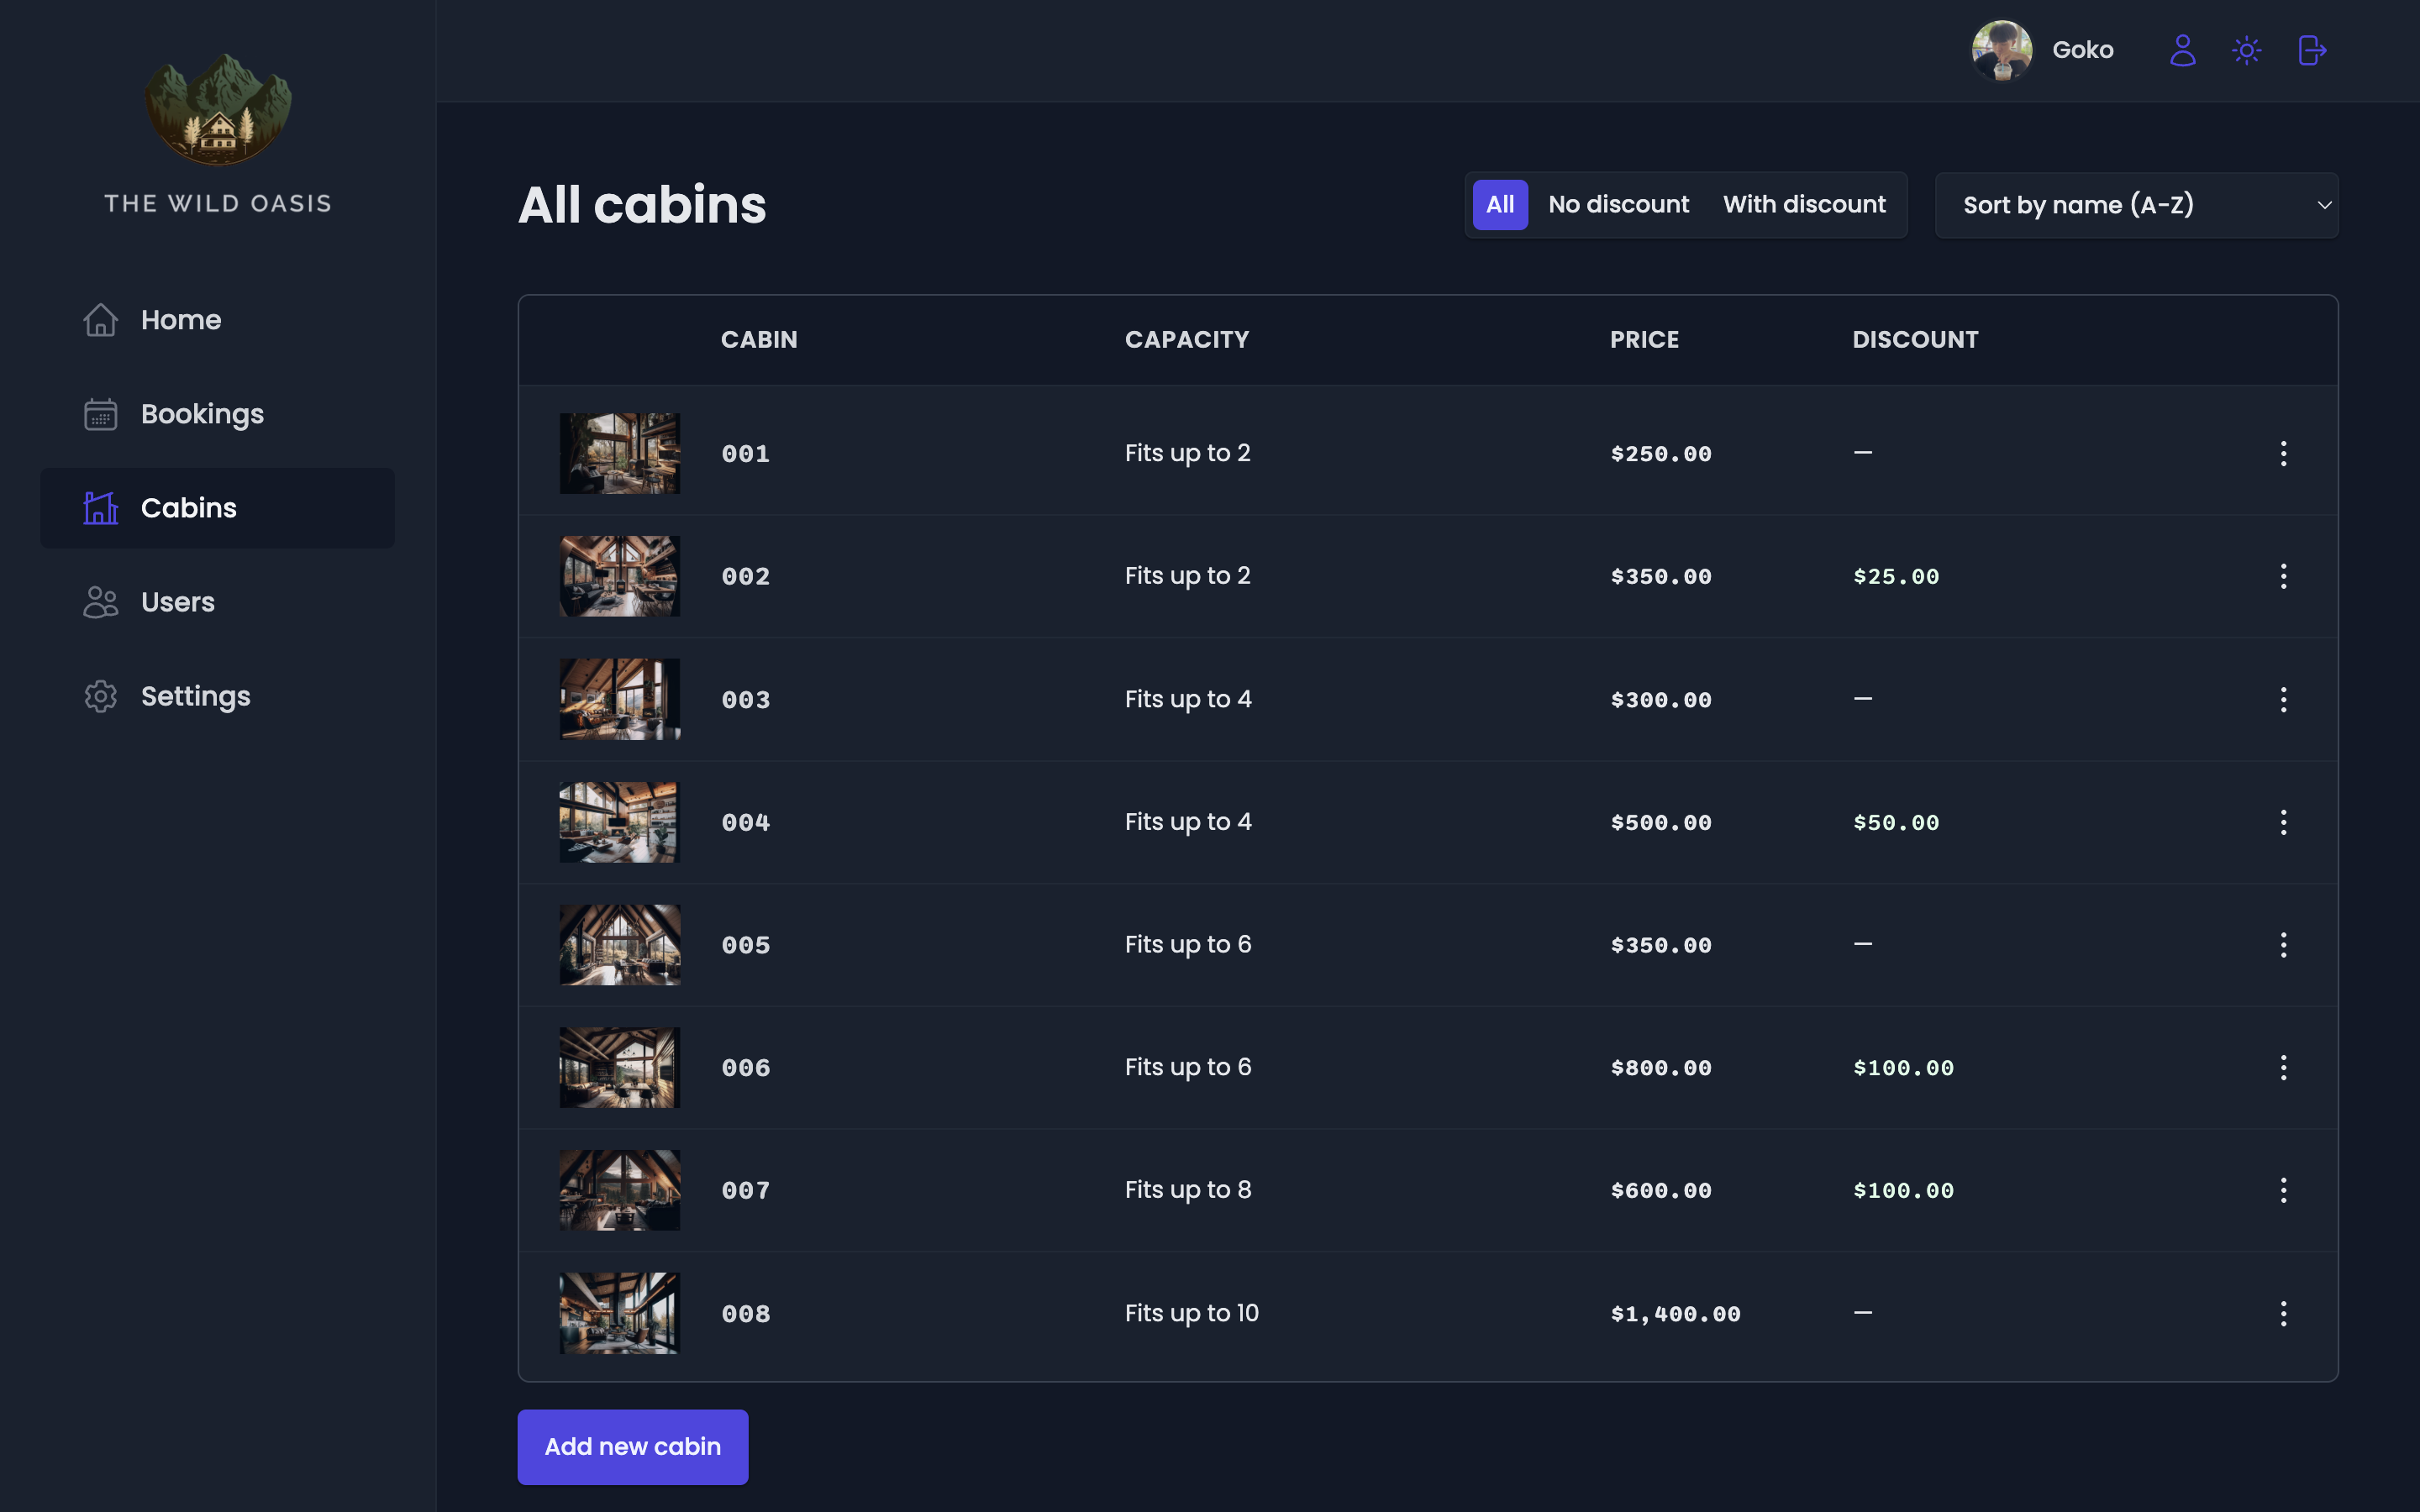 THE WILD OASIS
Home
Bookings
Cabins
Users
Settings
Goko
All cabins
All No discount With discount
Sort by name (A-Z)
CABIN CAPACITY PRICE DISCOUNT
001 Fits up to 2 $250.00 —
002 Fits up to 2 $350.00 $25.00
003 Fits up to 4 $300.00 —
004 Fits up to 4 $500.00 $50.00
005 Fits up to 6 $350.00 —
006 Fits up to 6 $800.00 $100.00
007 Fits up to 8 $600.00 $100.00
008 Fits up to 10 $1,400.00 —
Add new cabin